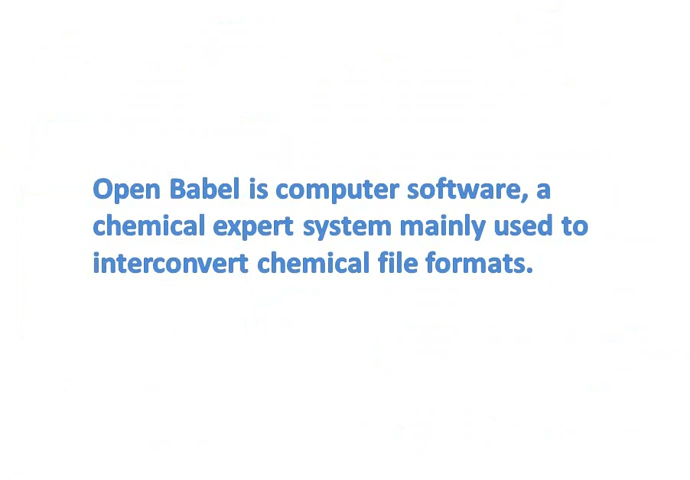 Open Babel is computer software, a
chemical expert system mainly used to
interconvert chemical file formats.